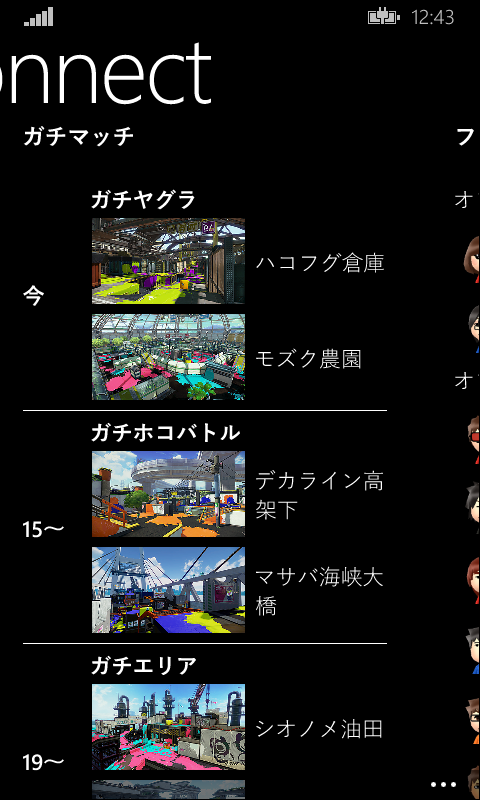 12:43
onnect
ガチマッチ
フ
ガチヤグラ
オ
ハコフグ倉庫
今
モズク農園
オ
ガチホコバトル
デカライン高
架下
15～
マサバ海峡大
橋
ガチエリア
シオノメ油田
19～